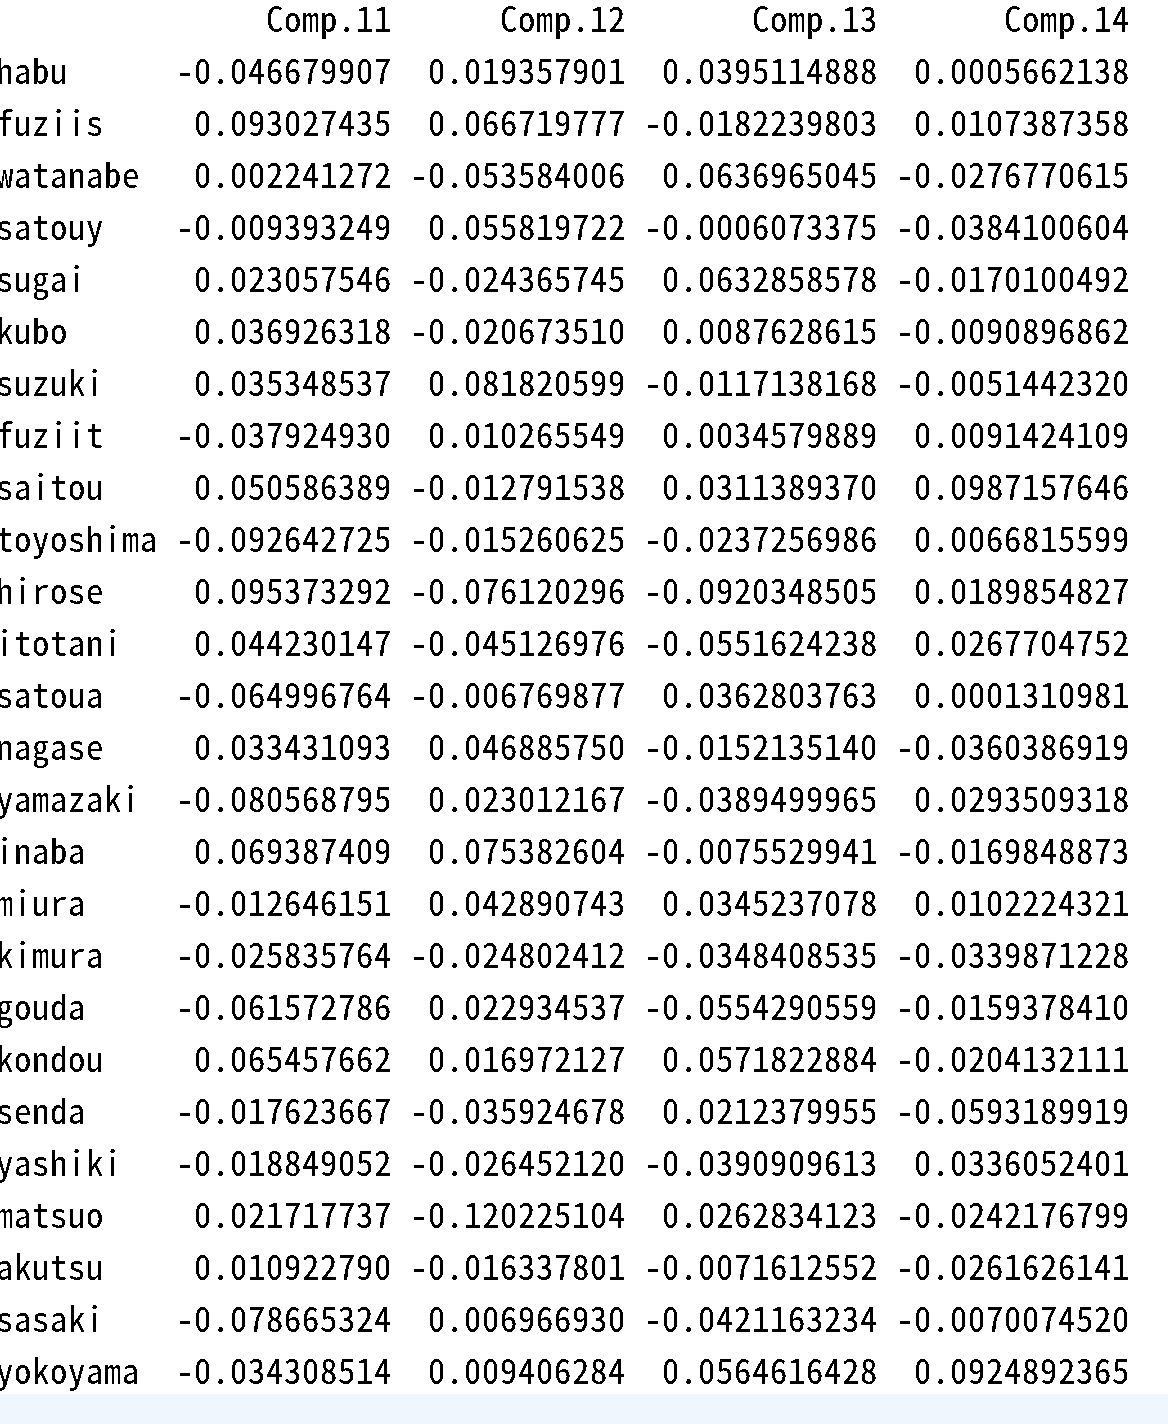 Comp.11 Comp.12 Comp.13 Comp.14
habu -0.046679907 0.019357901 0.0395114888 0.0005662138
fuziis 0.093027435 0.066719777 -0.0182239803 0.0107387358
watanabe 0.002241272 -0.053584006 0.0636965045 -0.0276770615
satouy -0.009393249 0.055819722 -0.0006073375 -0.0384100604
sugai 0.023057546 -0.024365745 0.0632858578 -0.0170100492
kubo 0.036926318 -0.020673510 0.0087628615 -0.0090896862
suzuki 0.035348537 0.081820599 -0.0117138168 -0.0051442320
fuziit -0.037924930 0.010265549 0.0034579889 0.0091424109
saitou 0.050586389 -0.012791538 0.0311389370 0.0987157646
toyoshima -0.092642725 -0.015260625 -0.0237256986 0.0066815599
hirose 0.095373292 -0.076120296 -0.0920348505 0.0189854827
itotani 0.044230147 -0.045126976 -0.0551624238 0.0267704752
satoua -0.064996764 -0.006769877 0.0362803763 0.0001310981
nagase 0.033431093 0.046885750 -0.0152135140 -0.0360386919
yamazaki -0.080568795 0.023012167 -0.0389499965 0.0293509318
inaba 0.069387409 0.075382604 -0.0075529941 -0.0169848873
miura -0.012646151 0.042890743 0.0345237078 0.0102224321
kimura -0.025835764 -0.024802412 -0.0348408535 -0.0339871228
gouda -0.061572786 0.022934537 -0.0554290559 -0.0159378410
kondou 0.065457662 0.016972127 0.0571822884 -0.0204132111
senda -0.017623667 -0.035924678 0.0212379955 -0.0593189919
yashiki -0.018849052 -0.026452120 -0.0390909613 0.0336052401
matsuo 0.021717737 -0.120225104 0.0262834123 -0.0242176799
akutsu 0.010922790 -0.016337801 -0.0071612552 -0.0261626141
sasaki -0.078665324 0.006966930 -0.0421163234 -0.0070074520
yokoyama -0.034308514 0.009406284 0.0564616428 0.0924892365